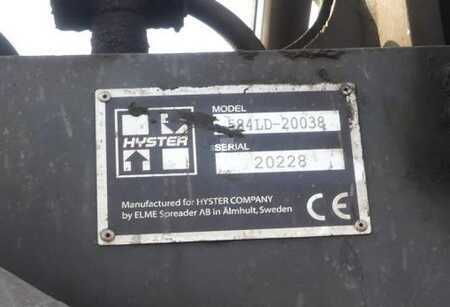 HYSTER
MODEL
584LD-20038
SERIAL
20228
Manufactured for HYSTER COMPANY
by ELME Spreader AB in Älmhult, Sweden
CE